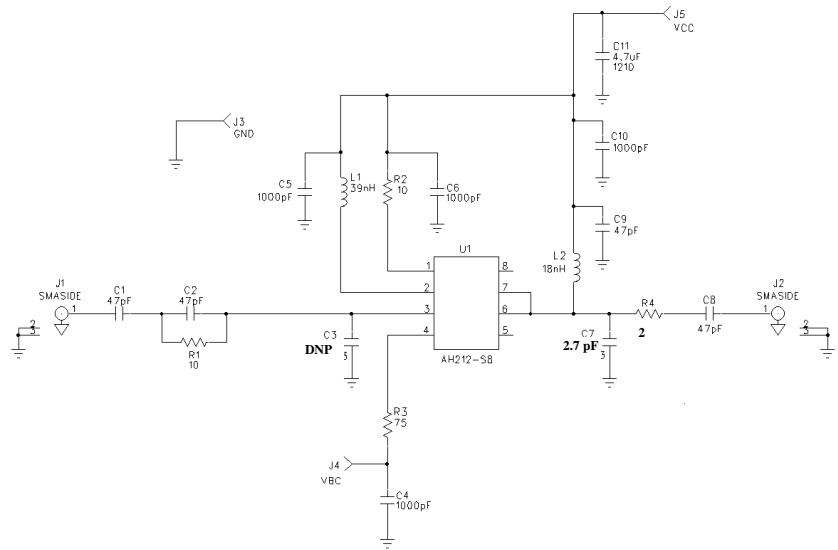 J5
VCC
C11
4.7uF
1210
J3
GND
C10
1000pF
C5
1000pF
L1
39nH
R2
10
C6
1000pF
C9
47pF
L2
18nH
U1
1
2
3
4
8
7
6
5
AH212-S8
J1
SMASIDE
1
2
3
C1
47pF
C2
47pF
R1
10
C3
DNP
3
C7
2.7 pF
3
R4
2
C8
47pF
J2
SMASIDE
1
2
3
R3
75
J4
VBC
C4
1000pF